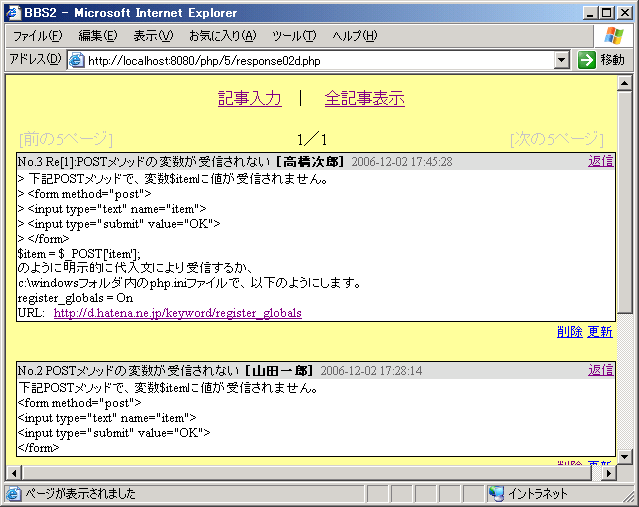 BBS2 - Microsoft Internet Explorer
ファイル(F) 編集(E) 表示(V) お気に入り(A) ツール(T) ヘルプ(H)
アドレス(D) http://localhost:8080/php/5/response02d.php 移動
記事入力 | 全記事表示
[前の5ページ] 1／1 [次の5ページ]
No.3 Re[1]:POSTメソッドの変数が受信されない [高橋次郎] 2006-12-02 17:45:28 返信
> 下記POSTメソッドで、変数$itemに値が受信されません。
> <form method="post">
> <input type="text" name="item">
> <input type="submit" value="OK">
> </form>
$item = $_POST['item'];
のように明示的に代入文により受信するか、
c:\windowsフォルダ内のphp.iniファイルで、以下のようにします。
register_globals = On
URL: http://d.hatena.ne.jp/keyword/register_globals
削除 更新
No.2 POSTメソッドの変数が受信されない [山田一郎] 2006-12-02 17:28:14 返信
下記POSTメソッドで、変数$itemに値が受信されません。
<form method="post">
<input type="text" name="item">
<input type="submit" value="OK">
</form>
削除 更新
ページが表示されました イントラネット